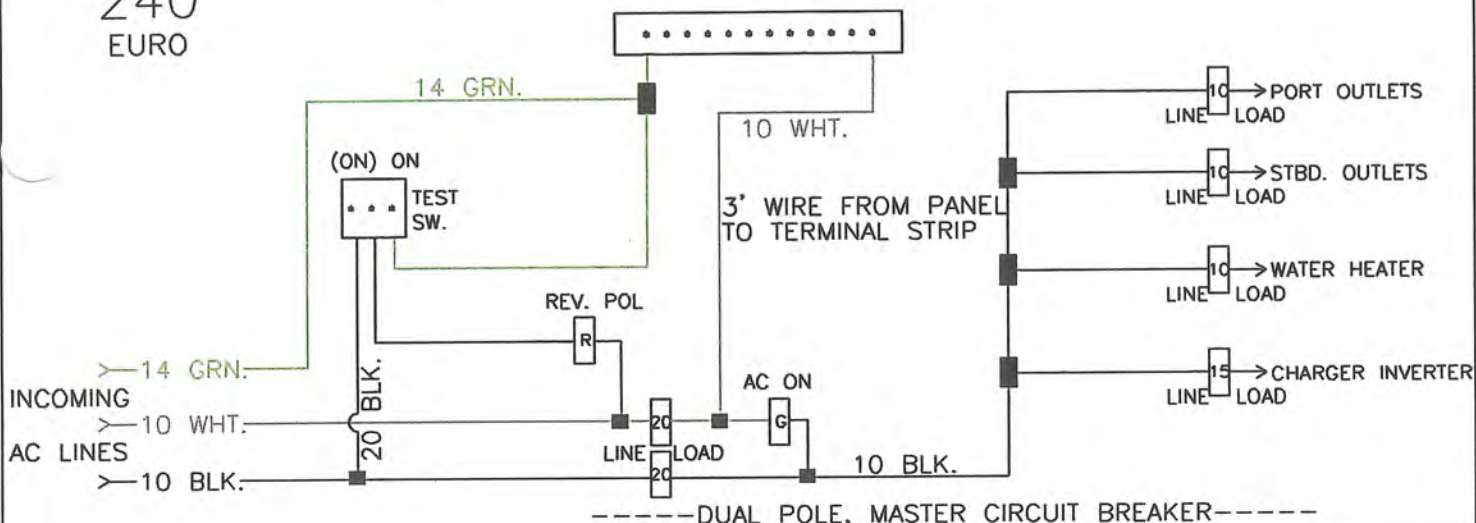 240
EURO
14 GRN.
10 WHT.
(ON) ON
TEST
SW.
3' WIRE FROM PANEL
TO TERMINAL STRIP
10
PORT OUTLETS
LINE LOAD
10
STBD. OUTLETS
LINE LOAD
10
WATER HEATER
LINE LOAD
15
CHARGER INVERTER
LINE LOAD
REV. POL
R
20 BLK.
AC ON
G
INCOMING
AC LINES
14 GRN.
10 WHT.
10 BLK.
20
LINE LOAD
20
10 BLK.
DUAL POLE, MASTER CIRCUIT BREAKER